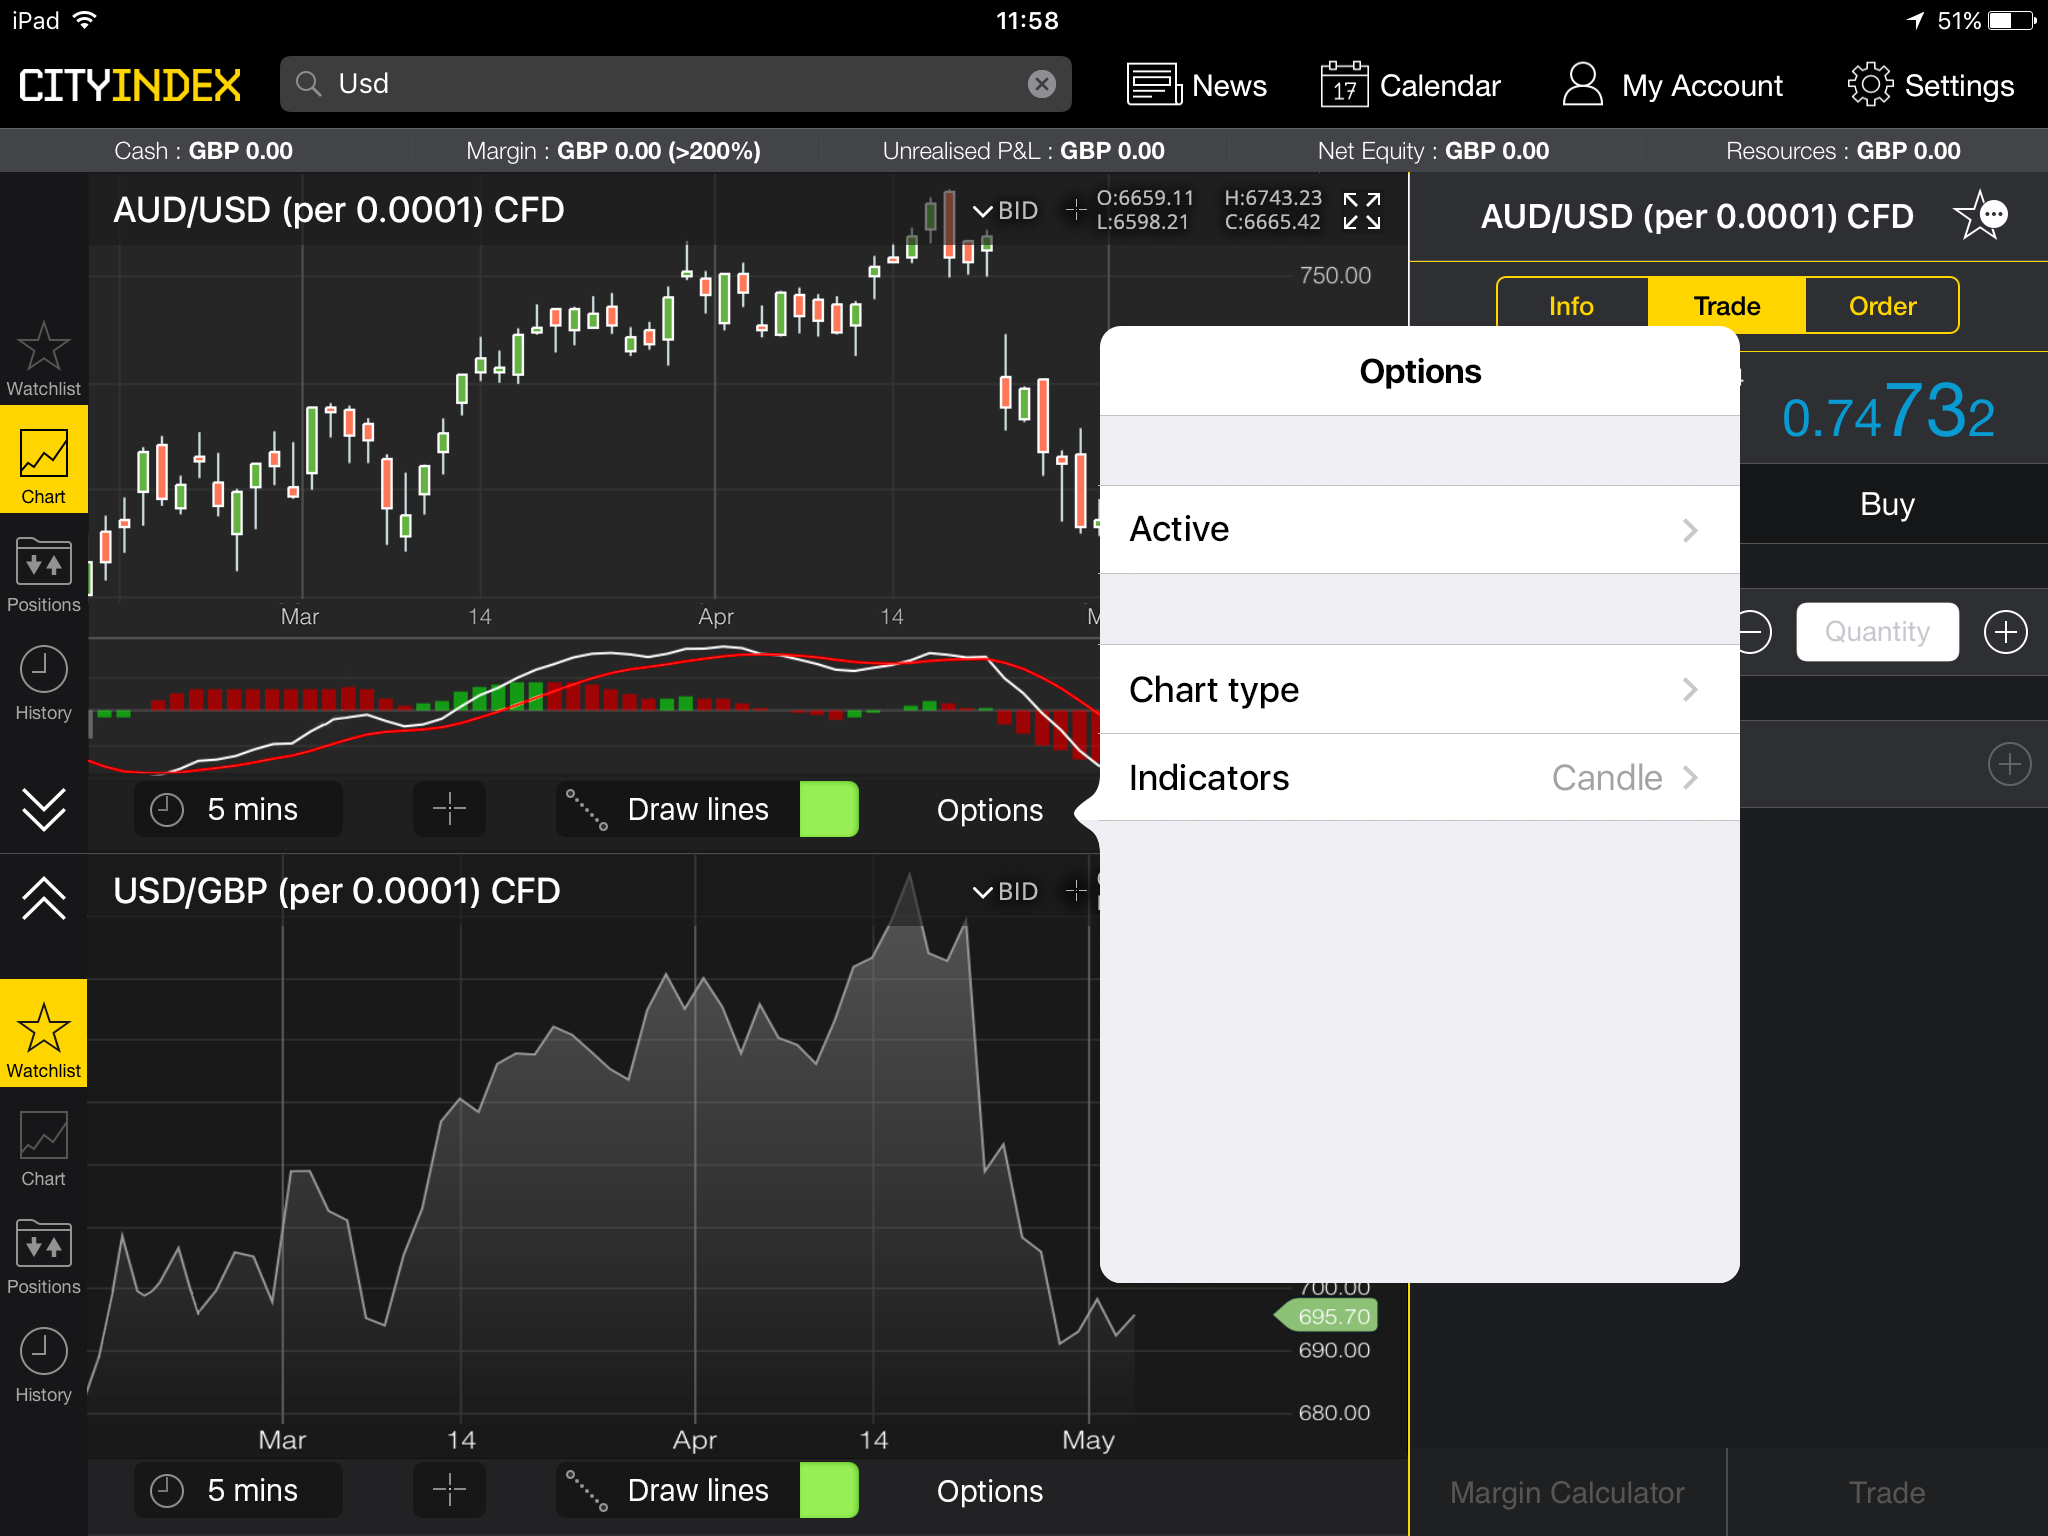 iPad 11:58 51%
CITYINDEX Usd News 17 Calendar My Account Settings
Cash : GBP 0.00 Margin : GBP 0.00 (>200%) Unrealised P&L : GBP 0.00 Net Equity : GBP 0.00 Resources : GBP 0.00
AUD/USD (per 0.0001) CFD BID O:6659.11 H:6743.23
L:6598.21 C:6665.42
750.00
Mar 14 Apr 14
5 mins Draw lines Options
USD/GBP (per 0.0001) CFD BID
700.00
695.70
690.00
680.00
Mar 14 Apr 14 May
5 mins Draw lines Options
Watchlist
Chart
Positions
History
Watchlist
Chart
Positions
History
Options
Active
Chart type
Indicators Candle
AUD/USD (per 0.0001) CFD
Info Trade Order
0.74732
Buy
Quantity
Margin Calculator Trade